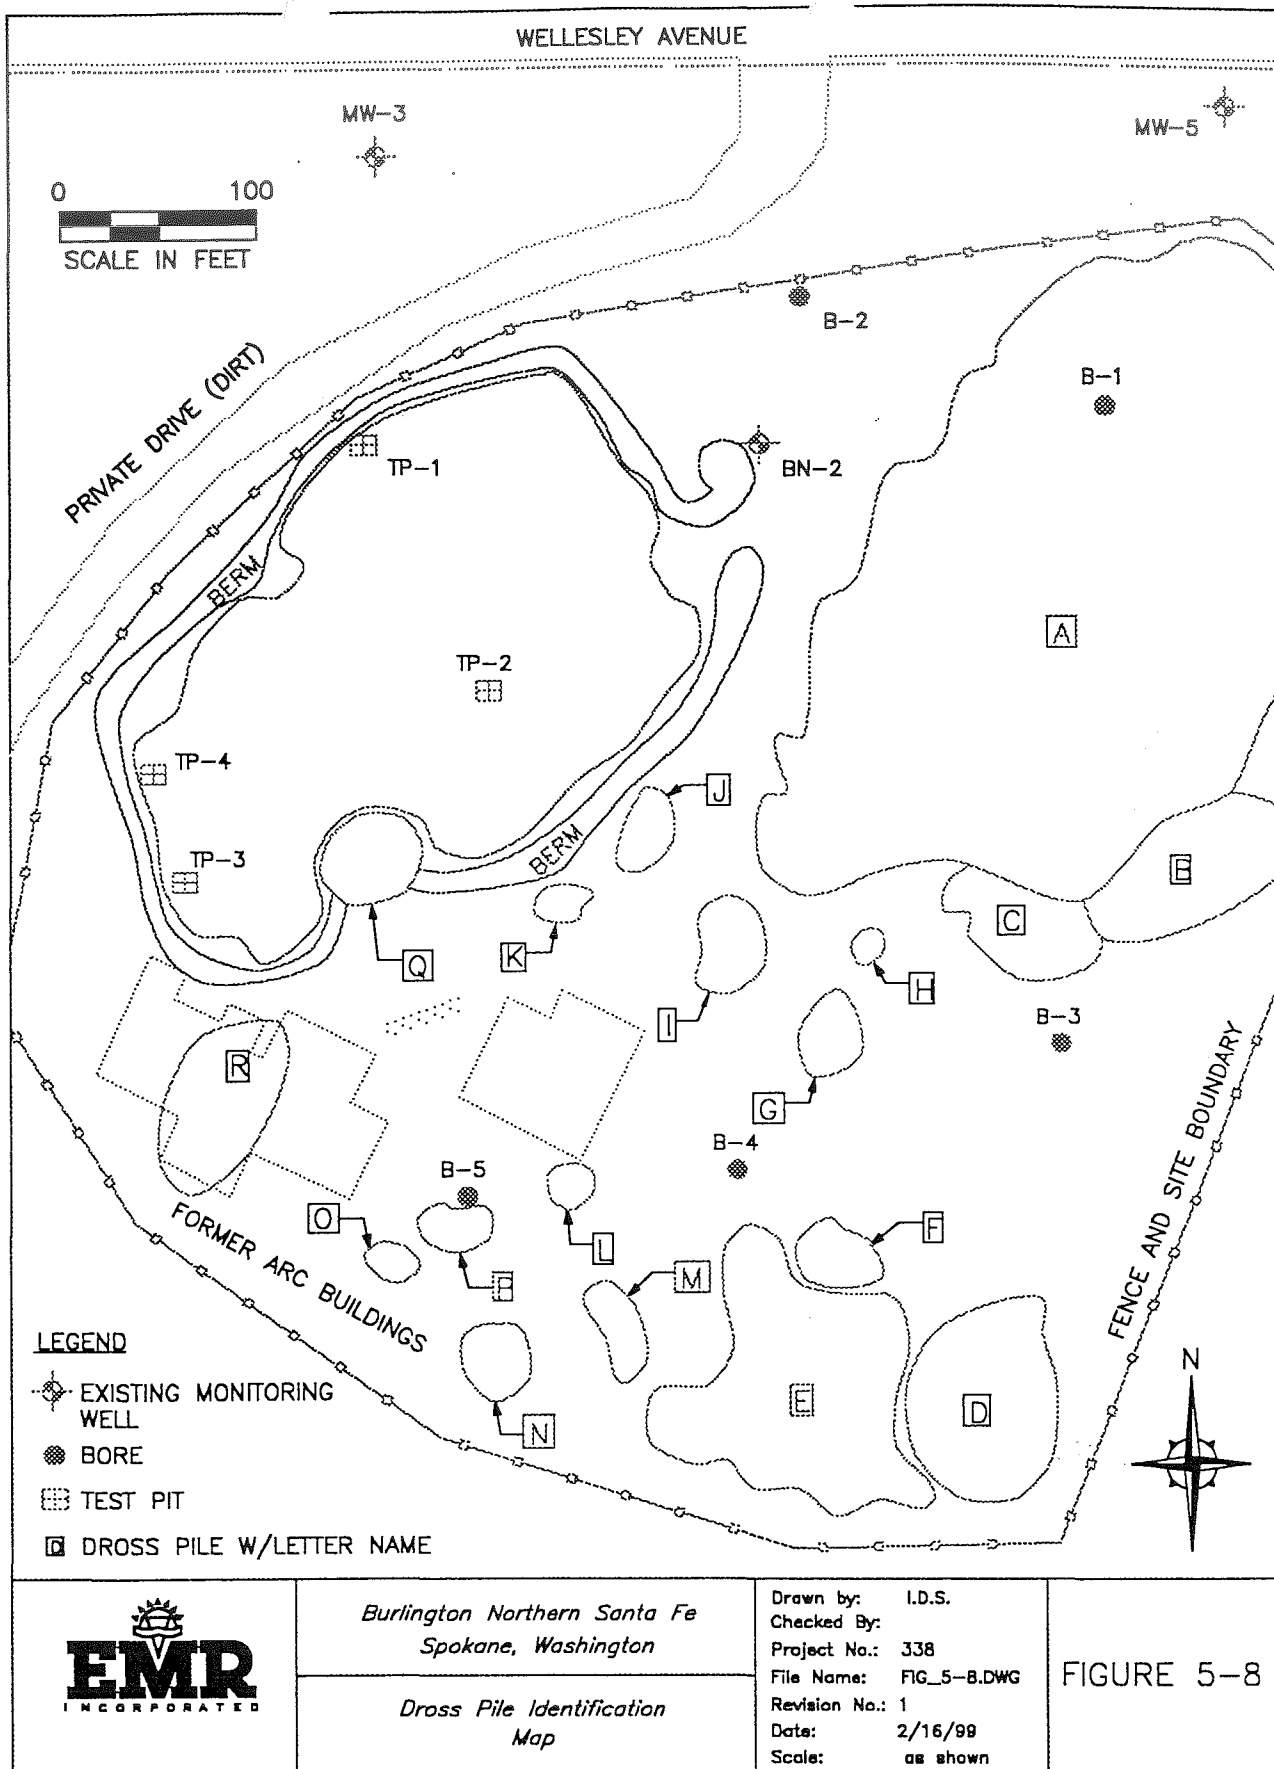 WELLESLEY AVENUE
MW-3
MW-5
0 100
SCALE IN FEET
B-2
B-1
PRIVATE DRIVE (DIRT)
TP-1
BN-2
BERM
A
TP-2
TP-4
J
TP-3
BERM
B
C
K
Q
H
I
B-3
R
G
B-4
B-5
FENCE AND SITE BOUNDARY
O
FORMER ARC BUILDINGS
L
F
P
M
LEGEND
N
EXISTING MONITORING
WELL
E
D
N
BORE
TEST PIT
D DROSS PILE W/LETTER NAME
EMR
INCORPORATED
Burlington Northern Santa Fe
Spokane, Washington
Dross Pile Identification
Map
Drawn by: I.D.S.
Checked By:
Project No.: 338
File Name: FIG_5-8.DWG
Revision No.: 1
Date: 2/16/99
Scale: as shown
FIGURE 5-8